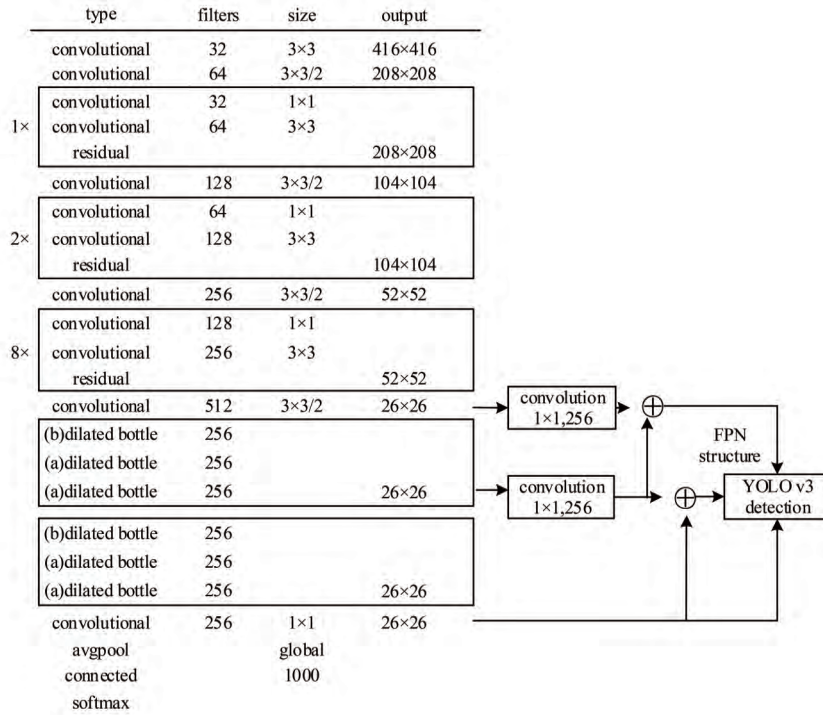 type filters size output
convolutional 32 3×3 416×416
convolutional 64 3×3/2 208×208
convolutional 32 1×1
1× convolutional 64 3×3
residual 208×208
convolutional 128 3×3/2 104×104
convolutional 64 1×1
2× convolutional 128 3×3
residual 104×104
convolutional 256 3×3/2 52×52
convolutional 128 1×1
8× convolutional 256 3×3
residual 52×52
convolutional 512 3×3/2 26×26
(b)dilated bottle 256
(a)dilated bottle 256
(a)dilated bottle 256 26×26
(b)dilated bottle 256
(a)dilated bottle 256
(a)dilated bottle 256 26×26
convolutional 256 1×1 26×26
avgpool global
connected 1000
softmax
convolution
1×1,256
convolution
1×1,256
FPN
structure
YOLO v3
detection